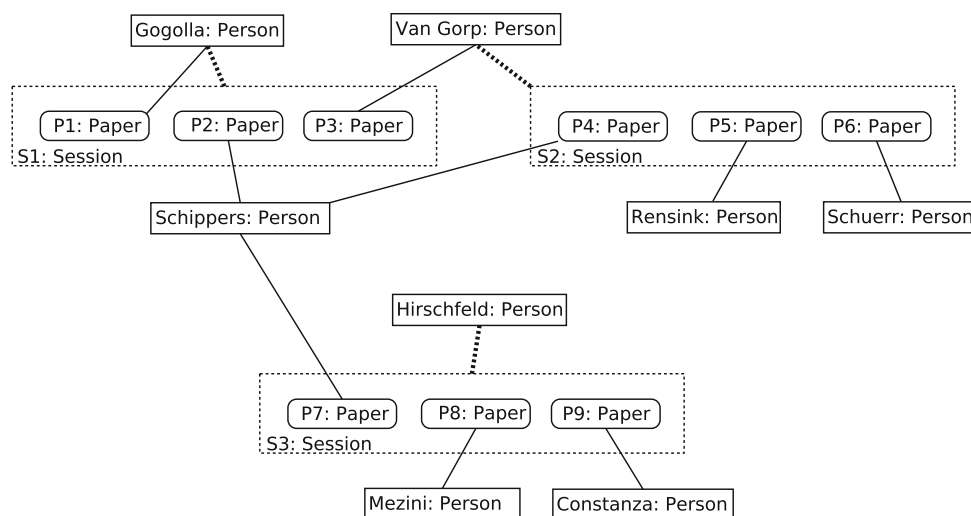 Gogolla: Person
Van Gorp: Person
P1: Paper
P2: Paper
P3: Paper
P4: Paper
P5: Paper
P6: Paper
S1: Session
S2: Session
Schippers: Person
Rensink: Person
Schuerr: Person
Hirschfeld: Person
P7: Paper
P8: Paper
P9: Paper
S3: Session
Mezini: Person
Constanza: Person